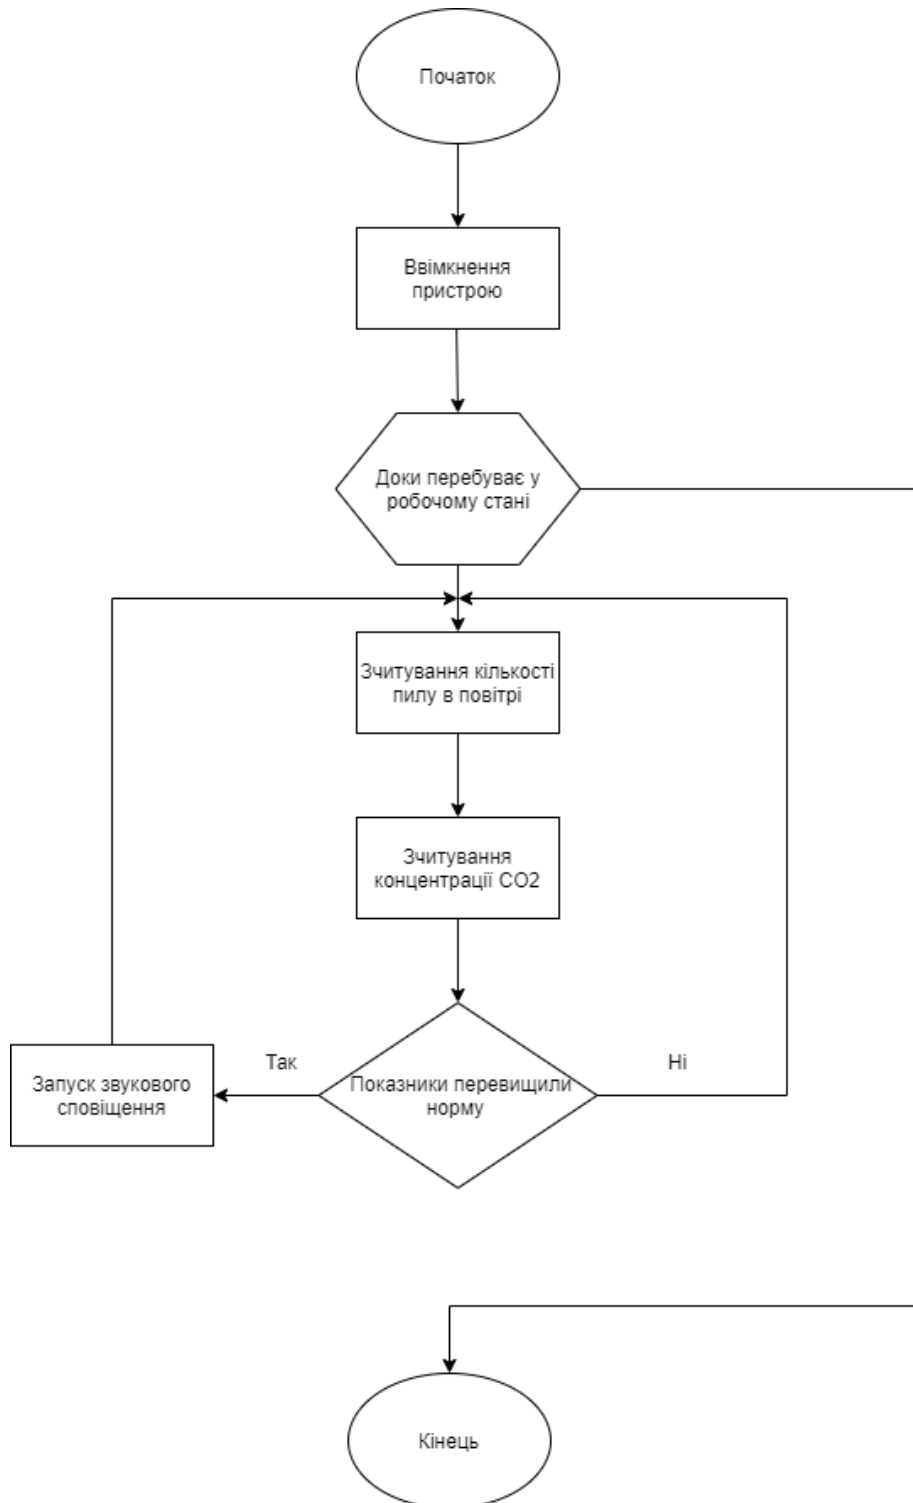 Початок
Ввімкнення
пристрою
Доки перебуває у
робочому стані
Зчитування кількості
пилу в повітрі
Зчитування
концентрації СО2
Так
Ні
Показники перевищили
норму
Запуск звукового
сповіщення
Кінець